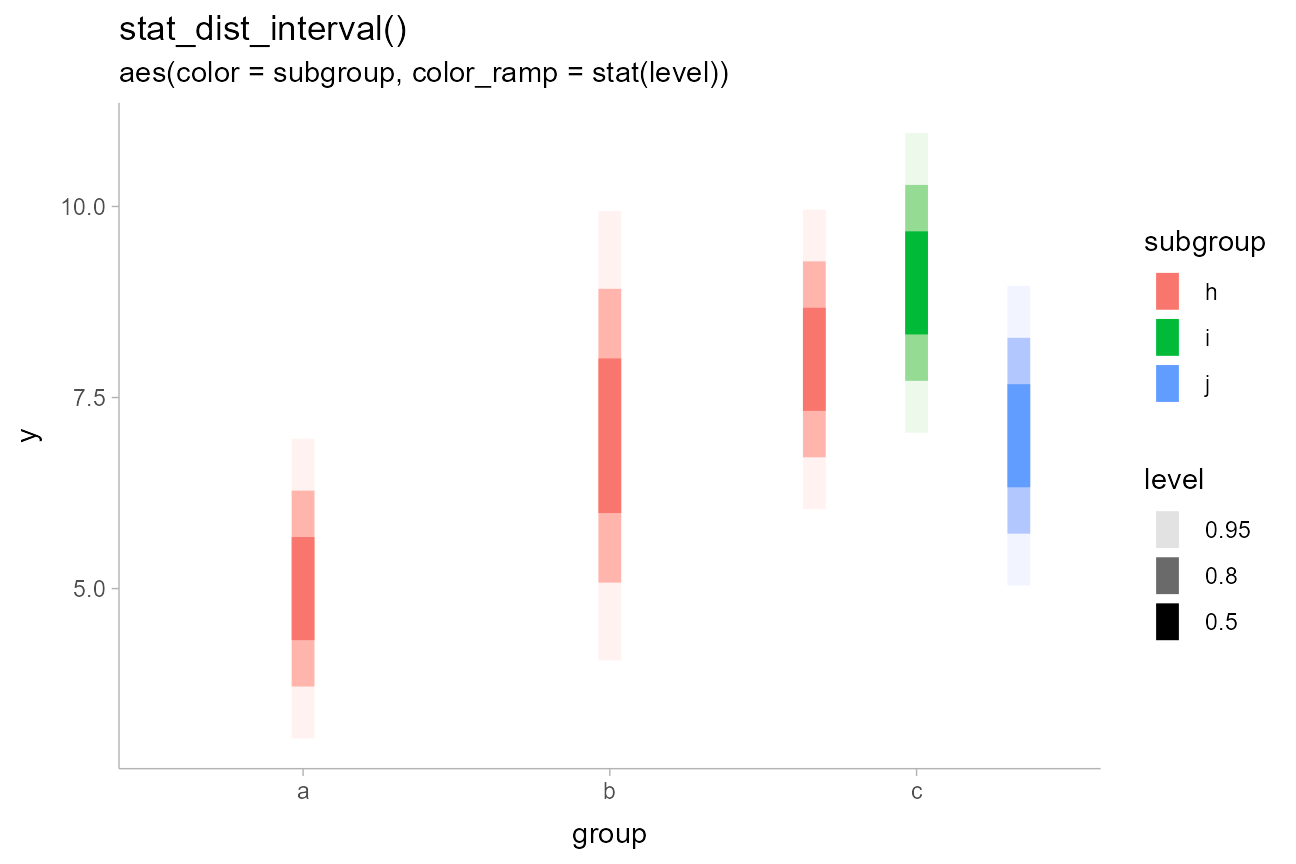 stat_dist_interval()
aes(color = subgroup, color_ramp = stat(level))
10.0
7.5
5.0
y
a
b
c
group
subgroup
h
i
j
level
0.95
0.8
0.5